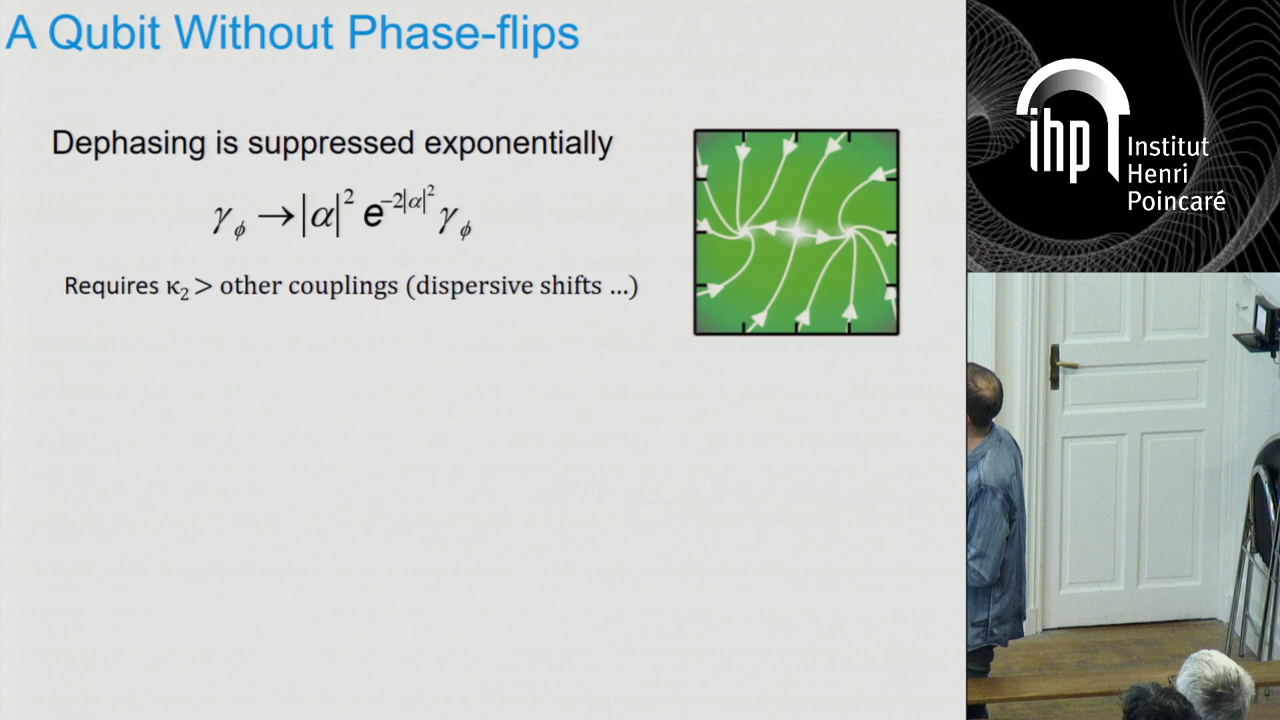 A Qubit Without Phase-flips
Dephasing is suppressed exponentially
γ_ϕ → |α|² e^{-2|α|²} γ_ϕ
Requires κ₂ > other couplings (dispersive shifts ...)
ihp
Institut
Henri
Poincaré